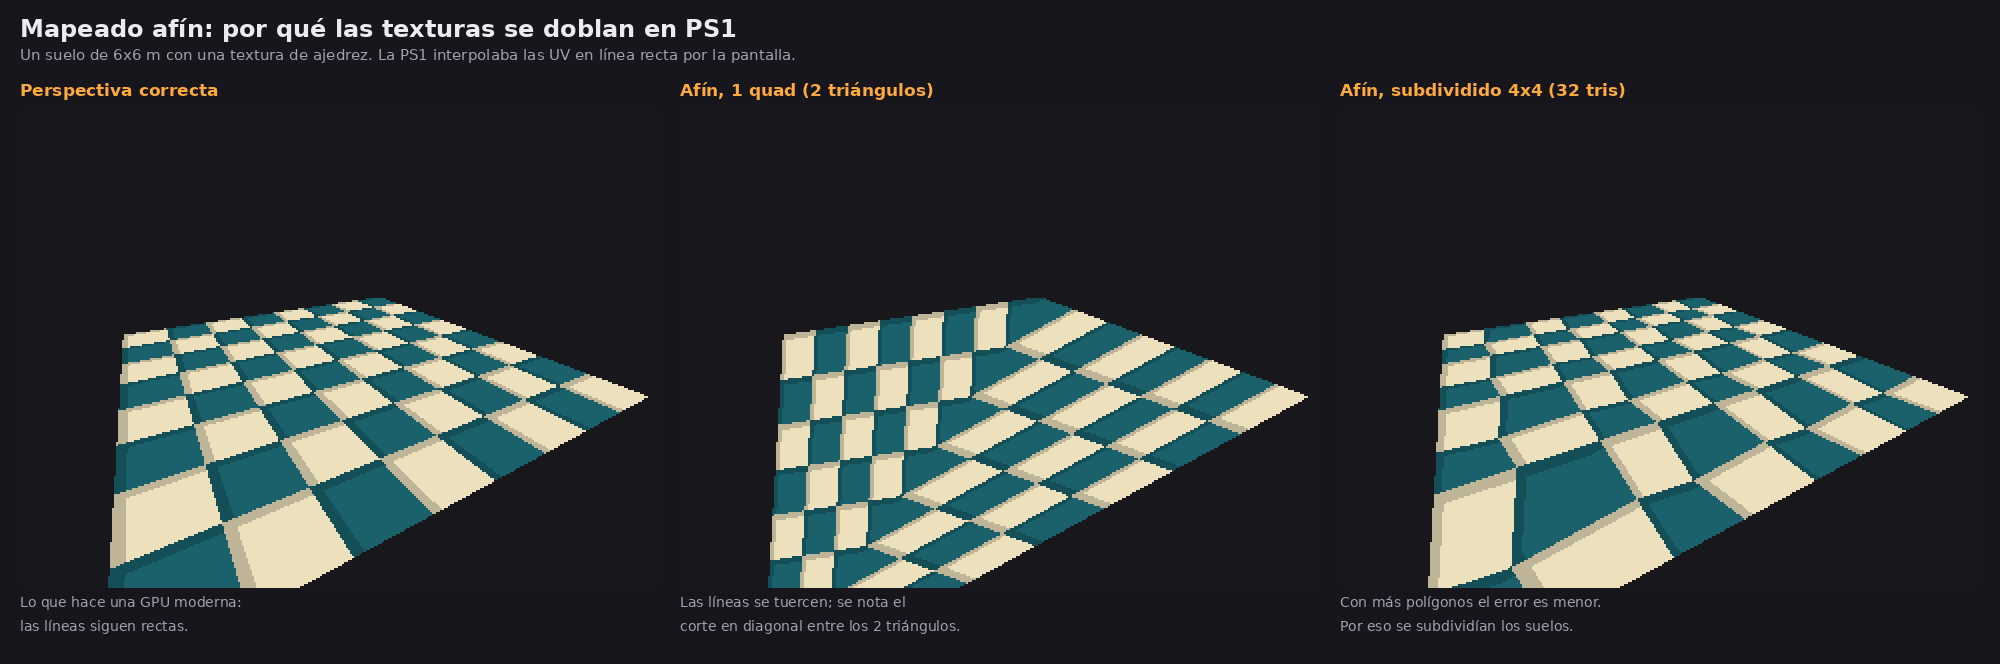 Mapeado afín: por qué las texturas se doblan en PS1
Un suelo de 6x6 m con una textura de ajedrez. La PS1 interpolaba las UV en línea recta por la pantalla.
Perspectiva correcta
Afín, 1 quad (2 triángulos)
Afín, subdividido 4x4 (32 tris)
Lo que hace una GPU moderna:
las líneas siguen rectas.
Las líneas se tuercen; se nota el
corte en diagonal entre los 2 triángulos.
Con más polígonos el error es menor.
Por eso se subdividían los suelos.